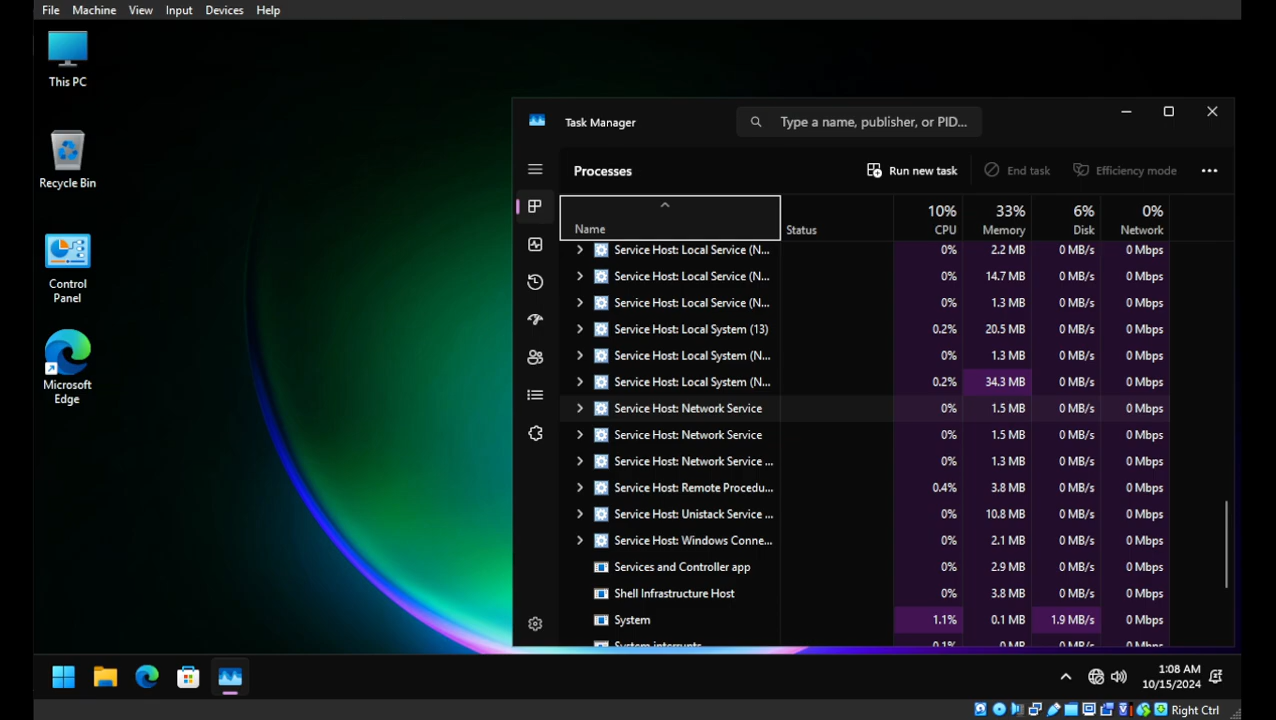 File Machine View Input Devices Help
This PC
Recycle Bin
Control
Panel
Microsoft
Edge
Task Manager
Type a name, publisher, or PID...
Processes
Run new task
End task
Efficiency mode
10% 33% 6% 0%
Name Status CPU Memory Disk Network
Service Host: Local Service (N... 0% 2.2 MB 0 MB/s 0 Mbps
Service Host: Local Service (N... 0% 14.7 MB 0 MB/s 0 Mbps
Service Host: Local Service (N... 0% 1.3 MB 0 MB/s 0 Mbps
Service Host: Local System (13) 0.2% 20.5 MB 0 MB/s 0 Mbps
Service Host: Local System (N... 0% 1.3 MB 0 MB/s 0 Mbps
Service Host: Local System (N... 0.2% 34.3 MB 0 MB/s 0 Mbps
Service Host: Network Service 0% 1.5 MB 0 MB/s 0 Mbps
Service Host: Network Service 0% 1.5 MB 0 MB/s 0 Mbps
Service Host: Network Service ... 0% 1.3 MB 0 MB/s 0 Mbps
Service Host: Remote Procedu... 0.4% 3.8 MB 0 MB/s 0 Mbps
Service Host: Unistack Service ... 0% 10.8 MB 0 MB/s 0 Mbps
Service Host: Windows Conne... 0% 2.1 MB 0 MB/s 0 Mbps
Services and Controller app 0% 2.9 MB 0 MB/s 0 Mbps
Shell Infrastructure Host 0% 3.8 MB 0 MB/s 0 Mbps
System 1.1% 0.1 MB 1.9 MB/s 0 Mbps
System interrupts 0.1% 0 MB 0 MB/s 0 Mbps
1:08 AM
10/15/2024
Right Ctrl